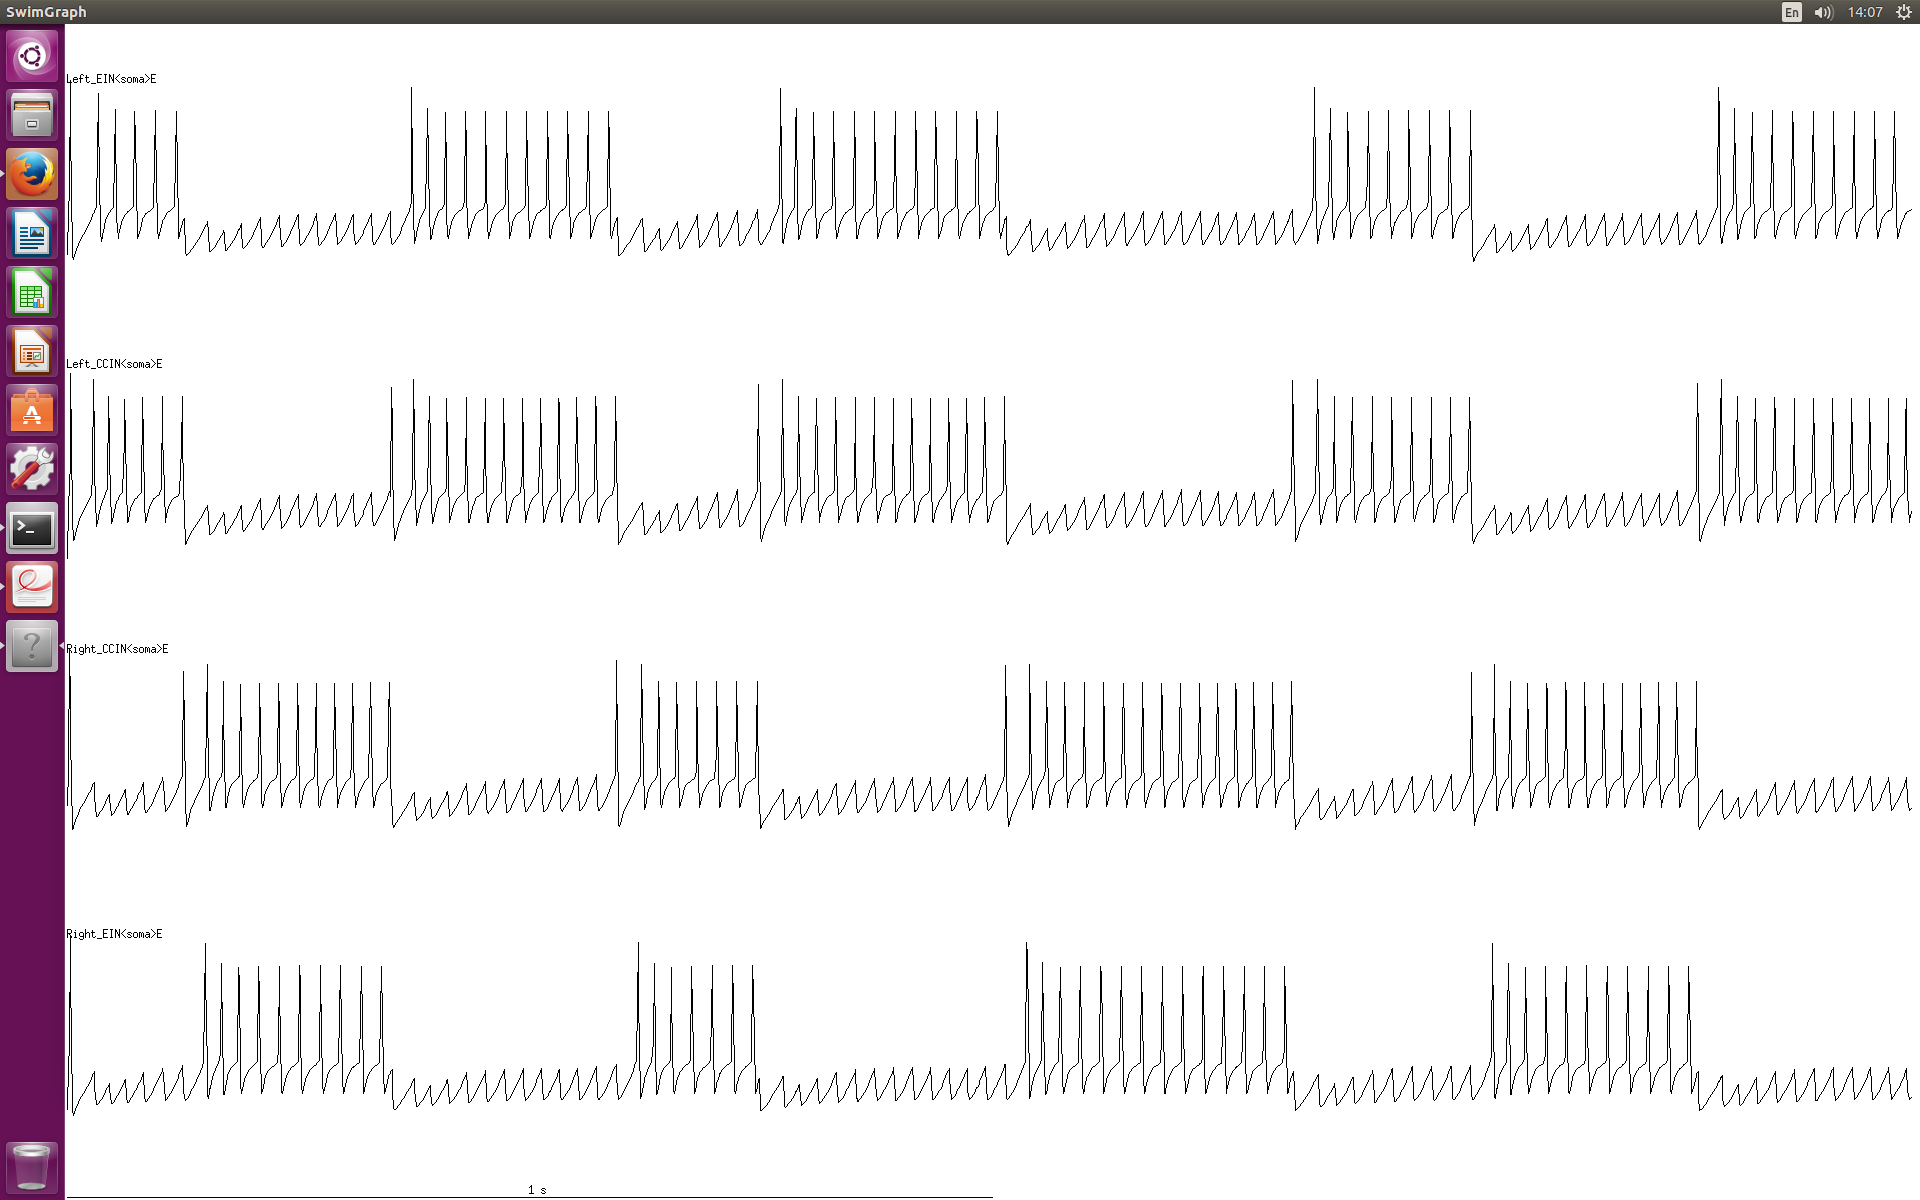 SwimGraph
En
14:07
Left_EIN<soma>E
Left_CCIN<soma>E
Right_CCIN<soma>E
Right_EIN<soma>E
1 s